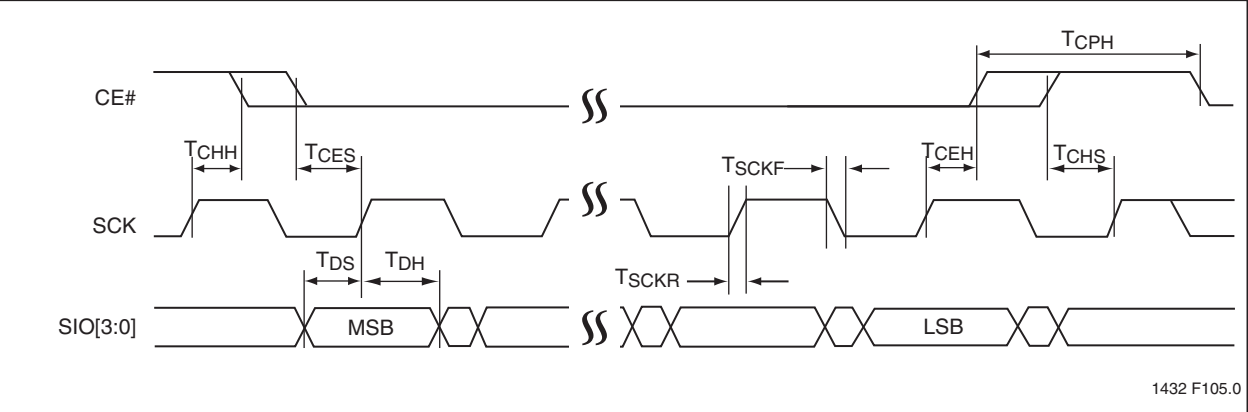 TCPH
CE#
TCHH
TCES
TSCKF
TCEH
TCHS
SCK
TDS
TDH
TSCKR
SIO[3:0]
MSB
LSB
1432 F105.0